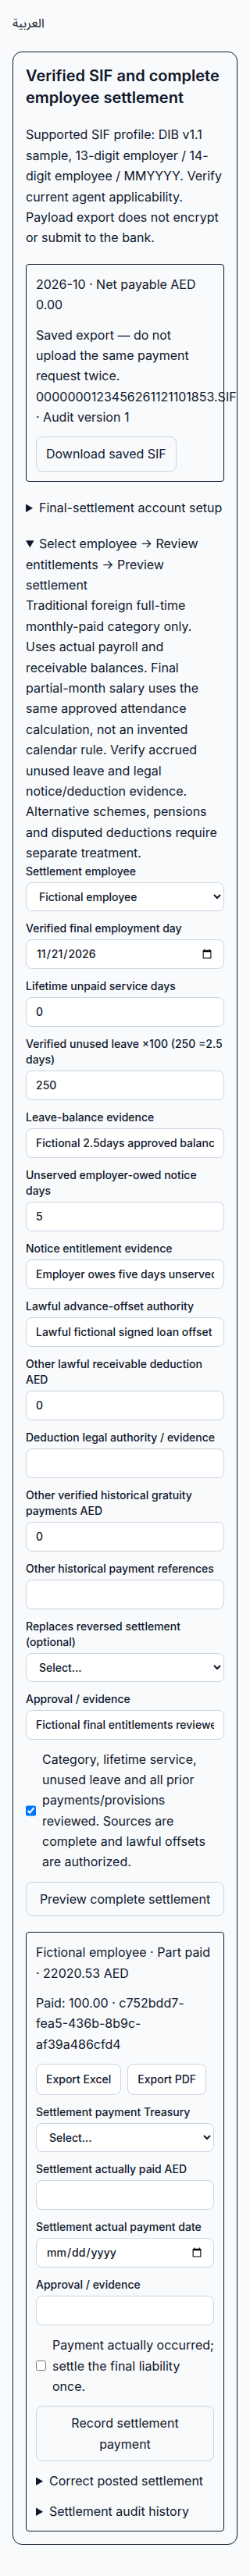 العربية
Verified SIF and complete
employee settlement
Supported SIF profile: DIB v1.1
sample, 13-digit employer / 14-
digit employee / MMYYYY. Verify
current agent applicability.
Payload export does not encrypt
or submit to the bank.
2026-10 · Net payable AED
0.00
Saved export — do not
upload the same payment
request twice.
0000000123456261121101853.SIF
· Audit version 1
Download saved SIF
▶ Final-settlement account setup
▼ Select employee → Review
entitlements → Preview
settlement
Traditional foreign full-time
monthly-paid category only.
Uses actual payroll and
receivable balances. Final
partial-month salary uses the
same approved attendance
calculation, not an invented
calendar rule. Verify accrued
unused leave and legal
notice/deduction evidence.
Alternative schemes, pensions
and disputed deductions require
separate treatment.
Settlement employee
Fictional employee
Verified final employment day
11/21/2026
Lifetime unpaid service days
0
Verified unused leave ×100 (250 =2.5
days)
250
Leave-balance evidence
Fictional 2.5days approved balanc
Unserved employer-owed notice
days
5
Notice entitlement evidence
Employer owes five days unserved
Lawful advance-offset authority
Lawful fictional signed loan offset
Other lawful receivable deduction
AED
0
Deduction legal authority / evidence
Other verified historical gratuity
payments AED
0
Other historical payment references
Replaces reversed settlement
(optional)
Select...
Approval / evidence
Fictional final entitlements reviewe
Category, lifetime service,
unused leave and all prior
payments/provisions
reviewed. Sources are
complete and lawful offsets
are authorized.
Preview complete settlement
Fictional employee · Part paid
· 22020.53 AED
Paid: 100.00 · c752bdd7-
fea5-436b-8b9c-
af39a486cfd4
Export Excel
Export PDF
Settlement payment Treasury
Select...
Settlement actually paid AED
Settlement actual payment date
mm/dd/yyyy
Approval / evidence
Payment actually occurred;
settle the final liability
once.
Record settlement
payment
▶ Correct posted settlement
▶ Settlement audit history